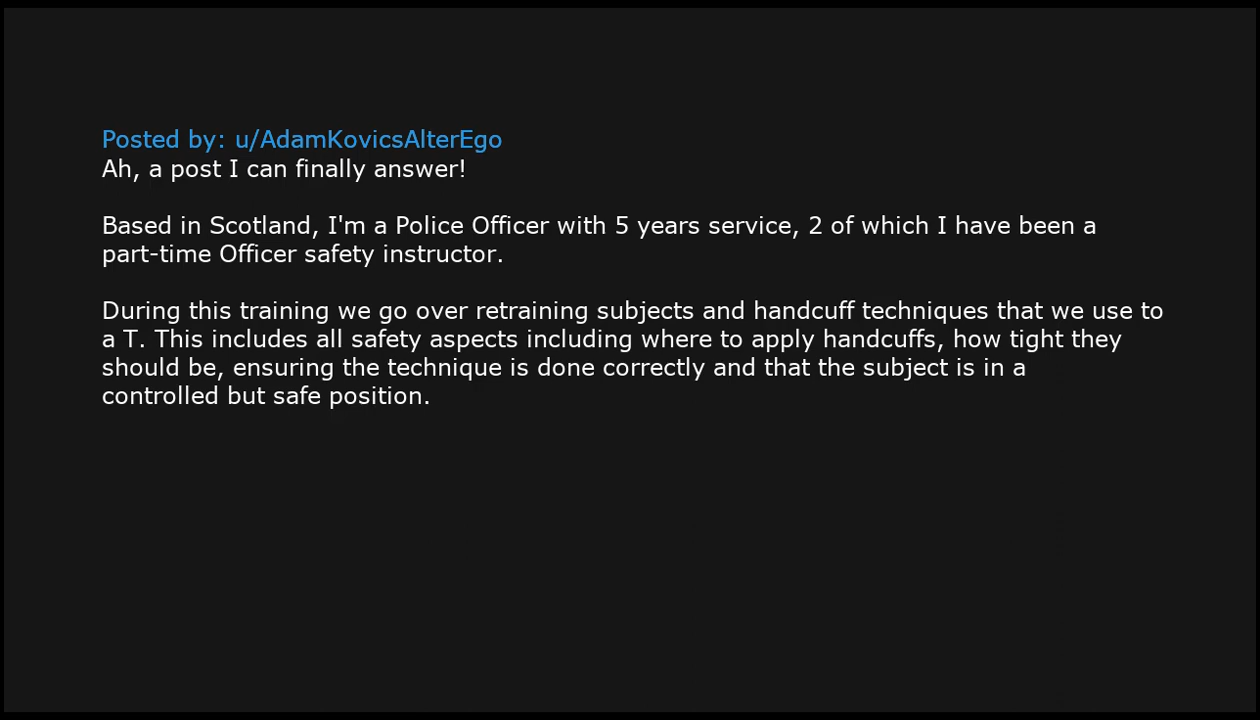 Posted by: u/AdamKovicsAlterEgo
Ah, a post I can finally answer!
Based in Scotland, I'm a Police Officer with 5 years service, 2 of which I have been a
part-time Officer safety instructor.
During this training we go over retraining subjects and handcuff techniques that we use to
a T. This includes all safety aspects including where to apply handcuffs, how tight they
should be, ensuring the technique is done correctly and that the subject is in a
controlled but safe position.